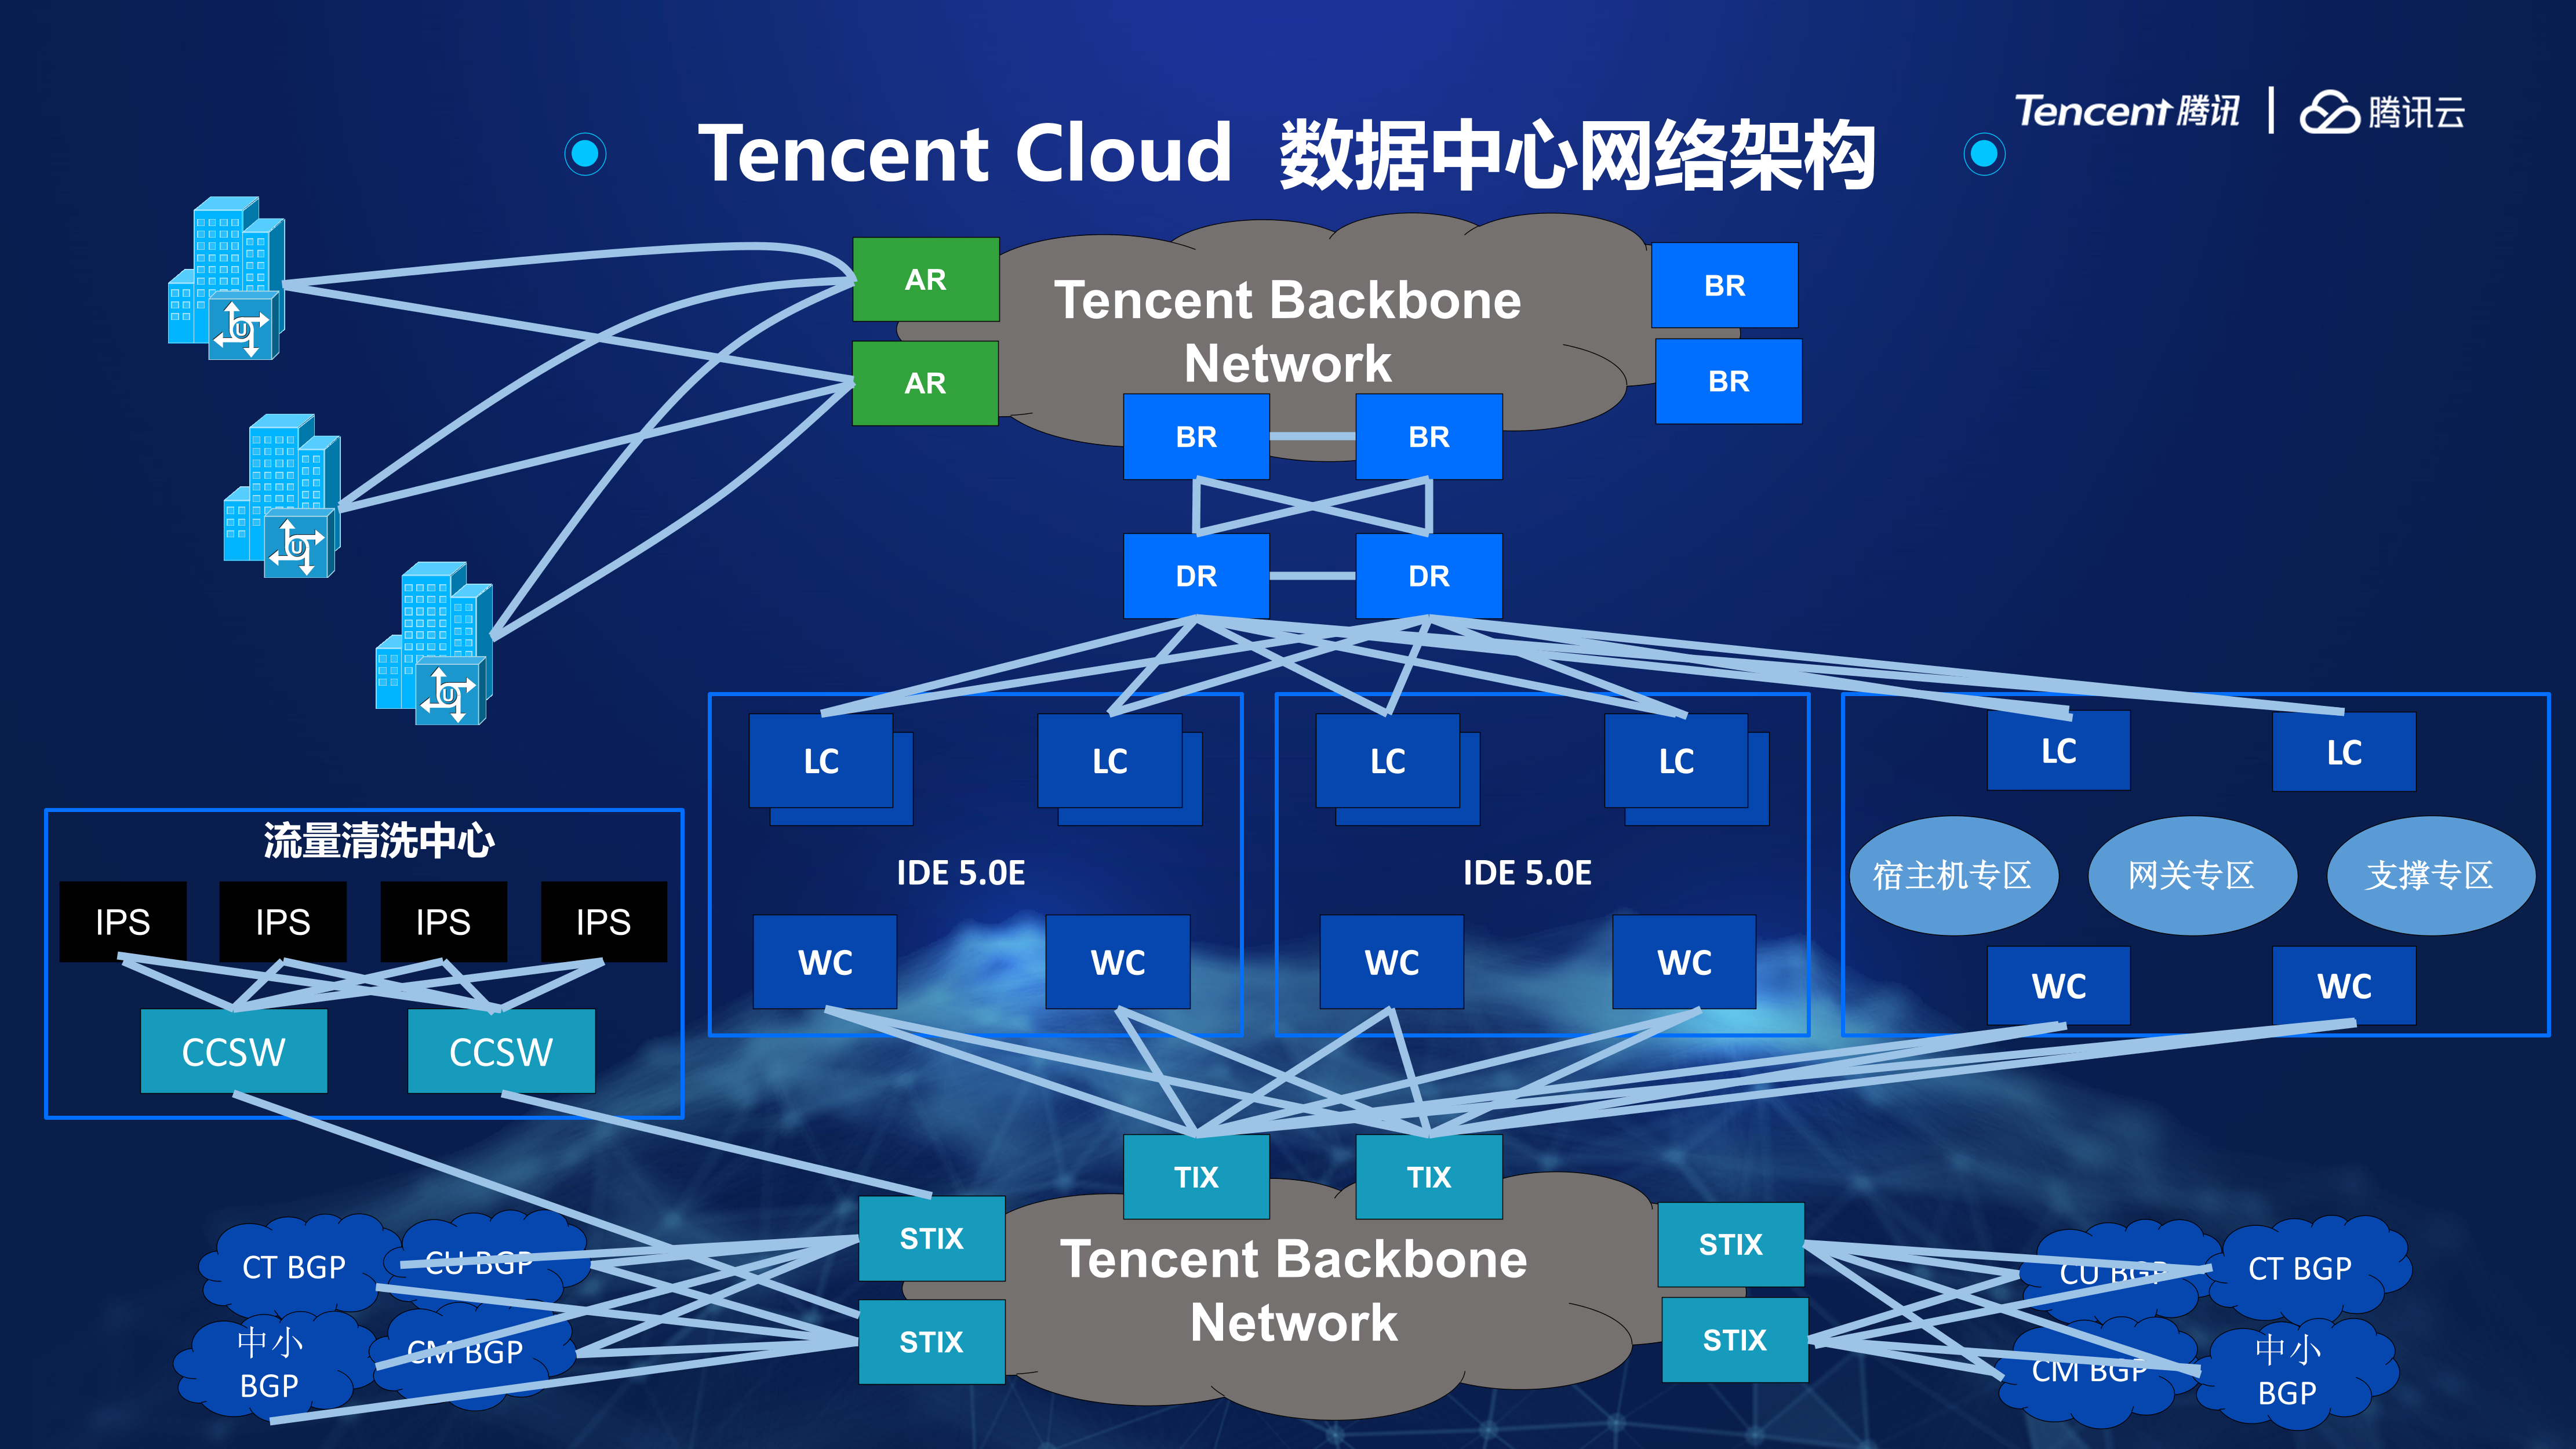 Tencent腾讯 | 腾讯云
Tencent Cloud 数据中心网络架构
AR
BR
Tencent Backbone
Network
AR
BR
BR
BR
DR
DR
U
U
U
LC
LC
LC
LC
LC
LC
流量清洗中心
IDE 5.0E
IDE 5.0E
宿主机专区
网关专区
支撑专区
IPS
IPS
IPS
IPS
WC
WC
WC
WC
WC
WC
CCSW
CCSW
TIX
TIX
STIX
STIX
Tencent Backbone
Network
STIX
STIX
CT BGP
CU BGP
中小
BGP
CM BGP
CU BGP
CT BGP
CM BGP
中小
BGP